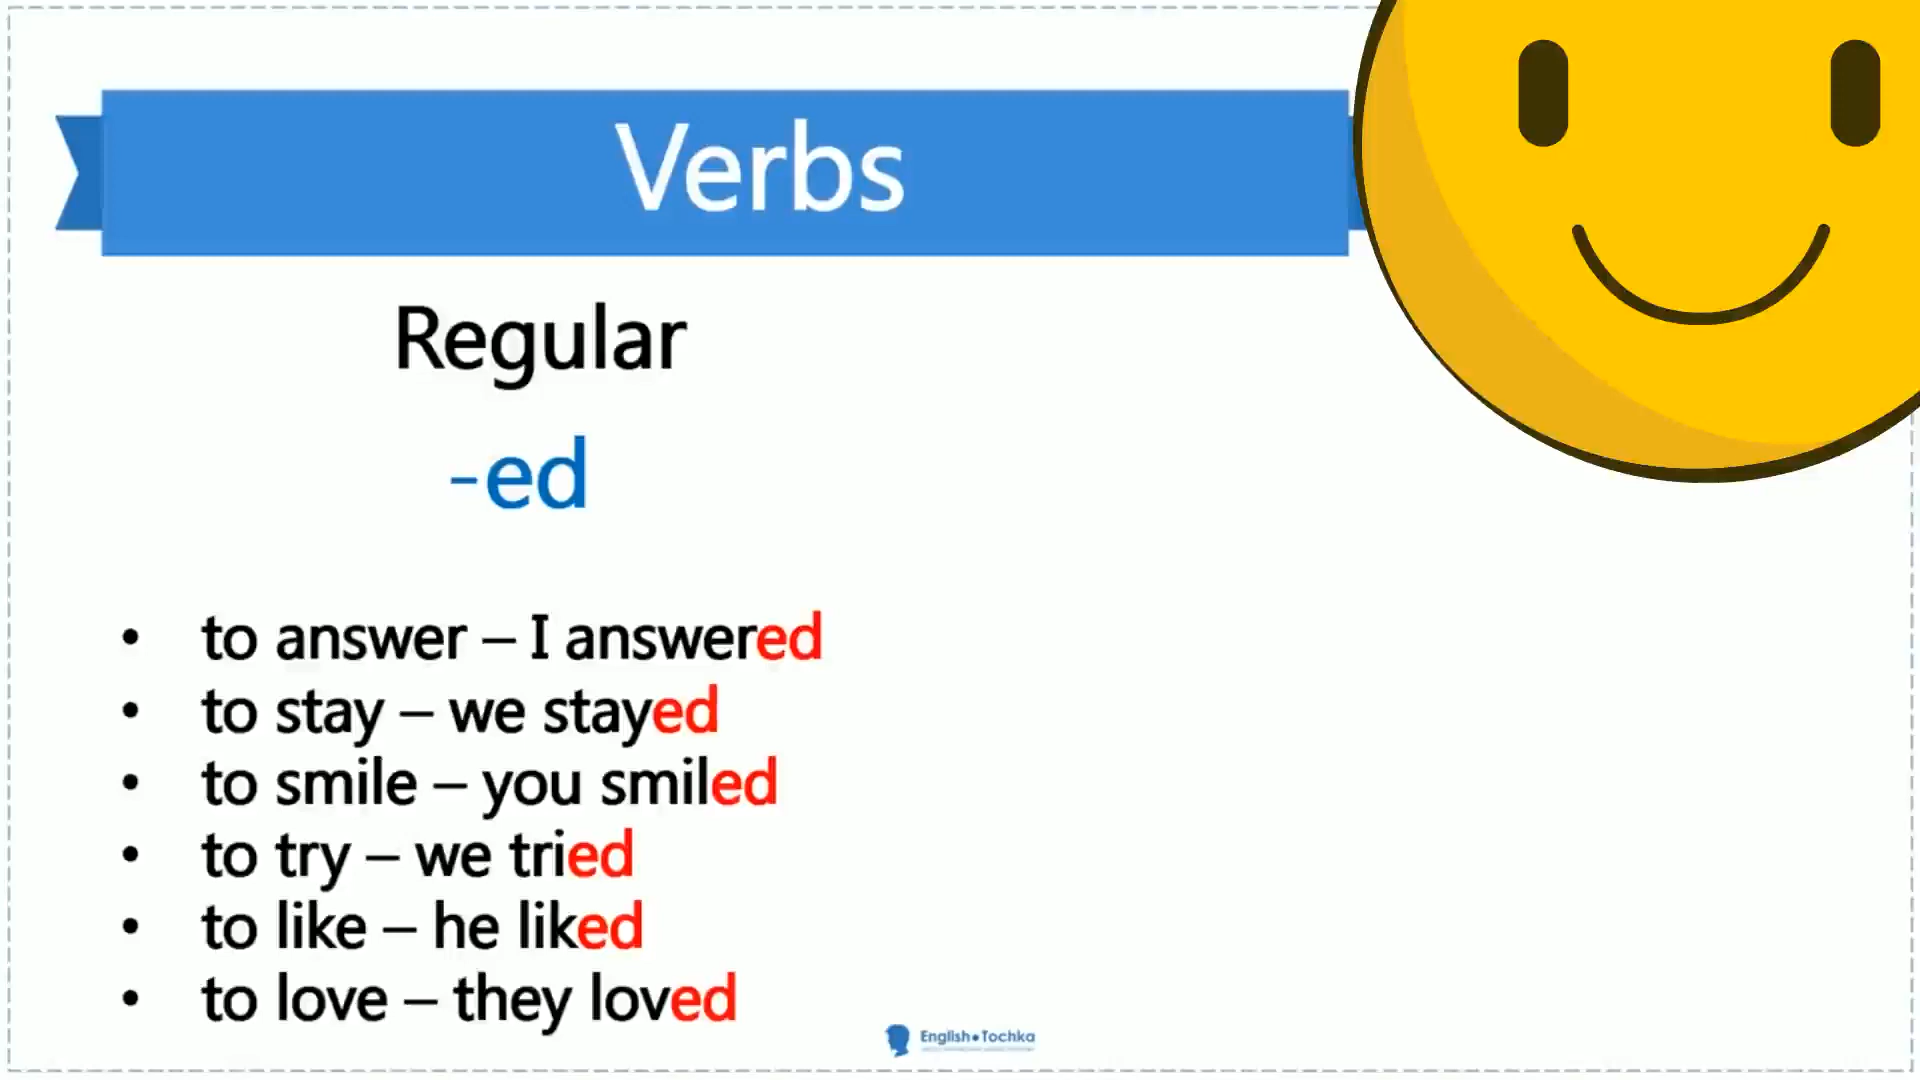 Verbs
Regular
-ed
• to answer – I answered
• to stay – we stayed
• to smile – you smiled
• to try – we tried
• to like – he liked
• to love – they loved
English•Tochka